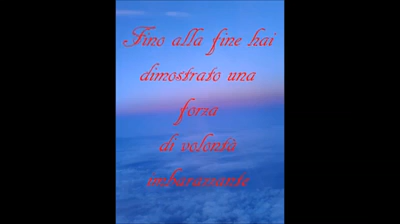 Fino alla fine hai
dimostrato una
forza
di volontà
imbarazzante